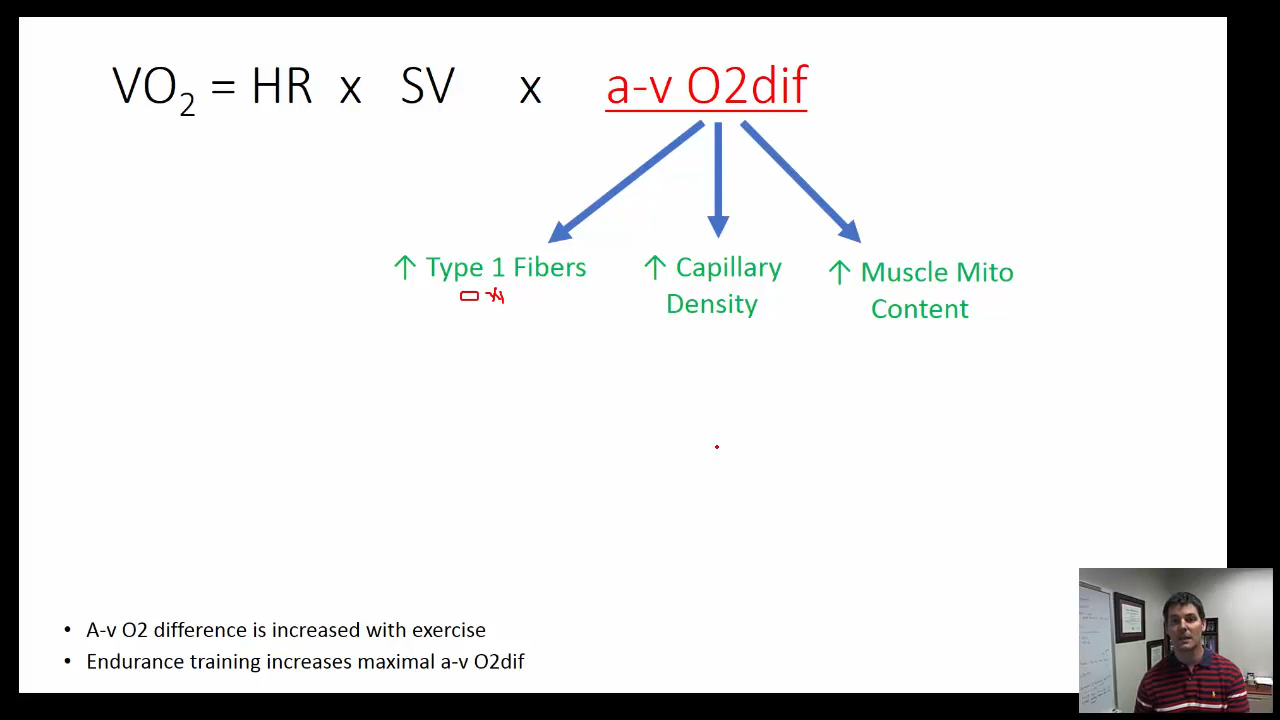 VO₂ = HR x SV x a-v O2dif
↑ Type 1 Fibers
↑ Capillary
Density
↑ Muscle Mito
Content
• A-v O2 difference is increased with exercise
• Endurance training increases maximal a-v O2dif